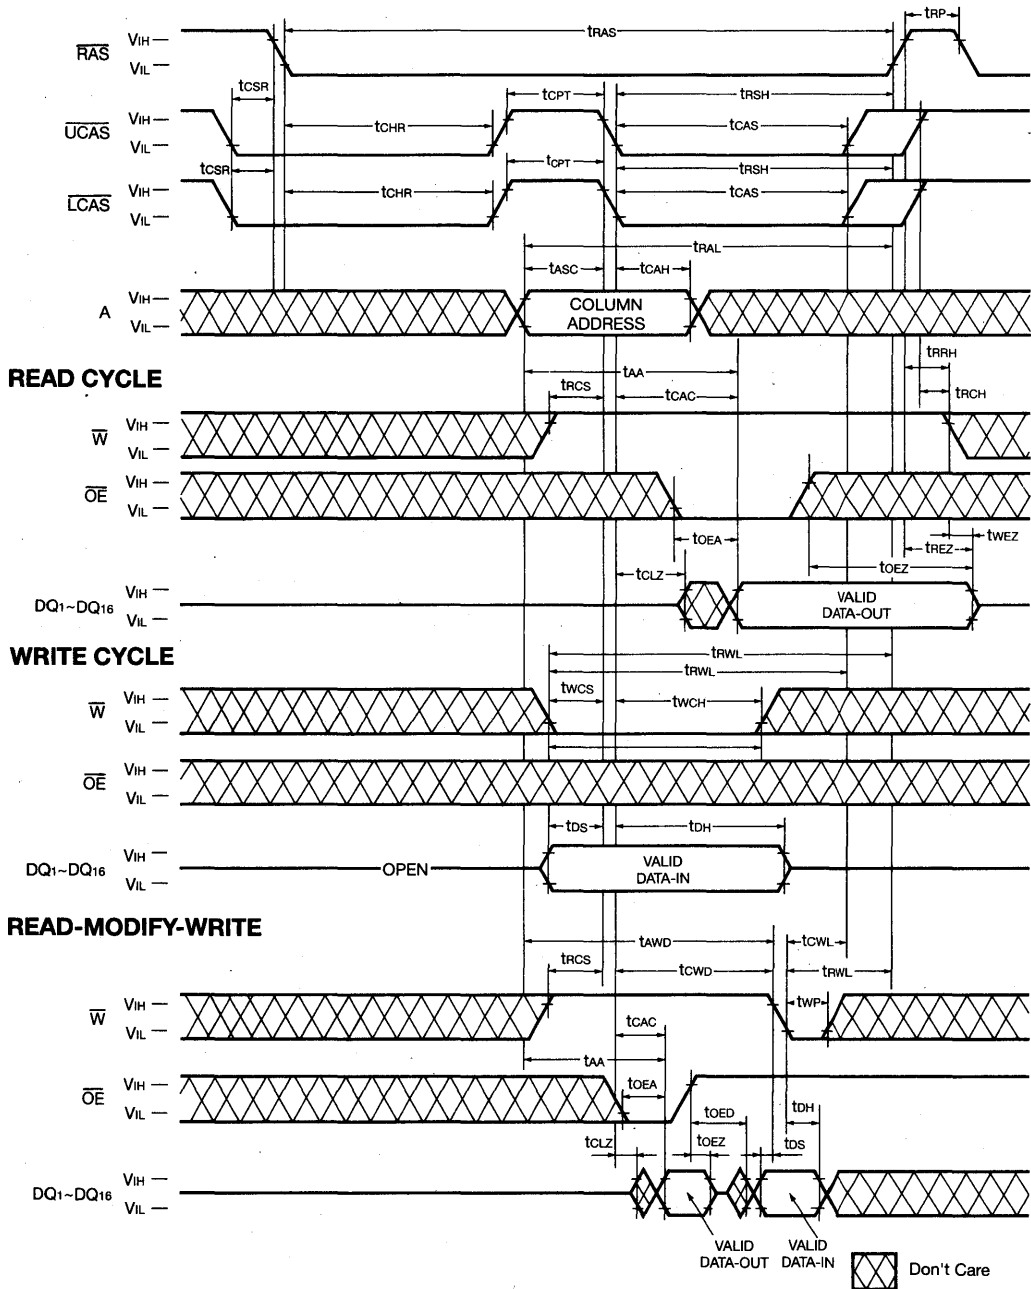 tRP
tRAS
RAS VIH
VIL
tCSR tCPT tRSH
UCAS VIH
VIL
tCHR tCAS
tCSR tCPT tRSH
LCAS VIH
VIL
tCHR tCAS
tRAL
tASC tCAH
A VIH
VIL
COLUMN
ADDRESS
tRRH
READ CYCLE
tAA
tRCS tCAC tRCH
W VIH
VIL
OE VIH
VIL
tOEA tWEZ
tREZ
tCLZ tOEZ
DQ1~DQ16 VIH
VIL
VALID
DATA-OUT
WRITE CYCLE
tRWL
tRWL
tWCS tWCH
W VIH
VIL
OE VIH
VIL
tDS tDH
DQ1~DQ16 VIH
VIL
OPEN
VALID
DATA-IN
READ-MODIFY-WRITE
tAWD tCWL
tRCS tCWD tRWL
tWP
W VIH
VIL
tCAC
tAA
OE VIH
VIL
tOEA
tOED tDH
tCLZ tOEZ tDS
DQ1~DQ16 VIH
VIL
VALID
DATA-OUT
VALID
DATA-IN
Don't Care